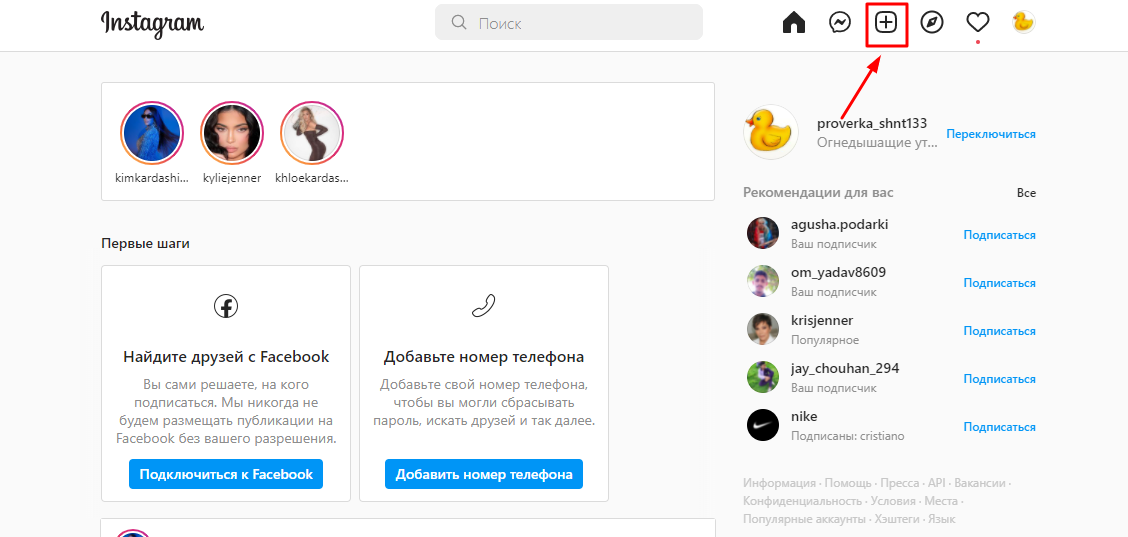 Instagram
Поиск
kimkardashi...
kyliejenner
khloekardas...
proverka_shnt133
Огнедышащие ут...
Переключиться
Рекомендации для вас
Все
agusha.podarki
Ваш подписчик
Подписаться
om_yadav8609
Ваш подписчик
Подписаться
krisjenner
Популярное
Подписаться
jay_chouhan_294
Ваш подписчик
Подписаться
nike
Подписаны: cristiano
Подписаться
Первые шаги
Найдите друзей с Facebook
Вы сами решаете, на кого
подписаться. Мы никогда не
будем размещать публикации на
Facebook без вашего разрешения.
Подключиться к Facebook
Добавьте номер телефона
Добавьте свой номер телефона,
чтобы вы могли сбрасывать
пароль, искать друзей и так далее.
Добавить номер телефона
Информация · Помощь · Пресса · API · Вакансии ·
Конфиденциальность · Условия · Места ·
Популярные аккаунты · Хэштеги · Язык